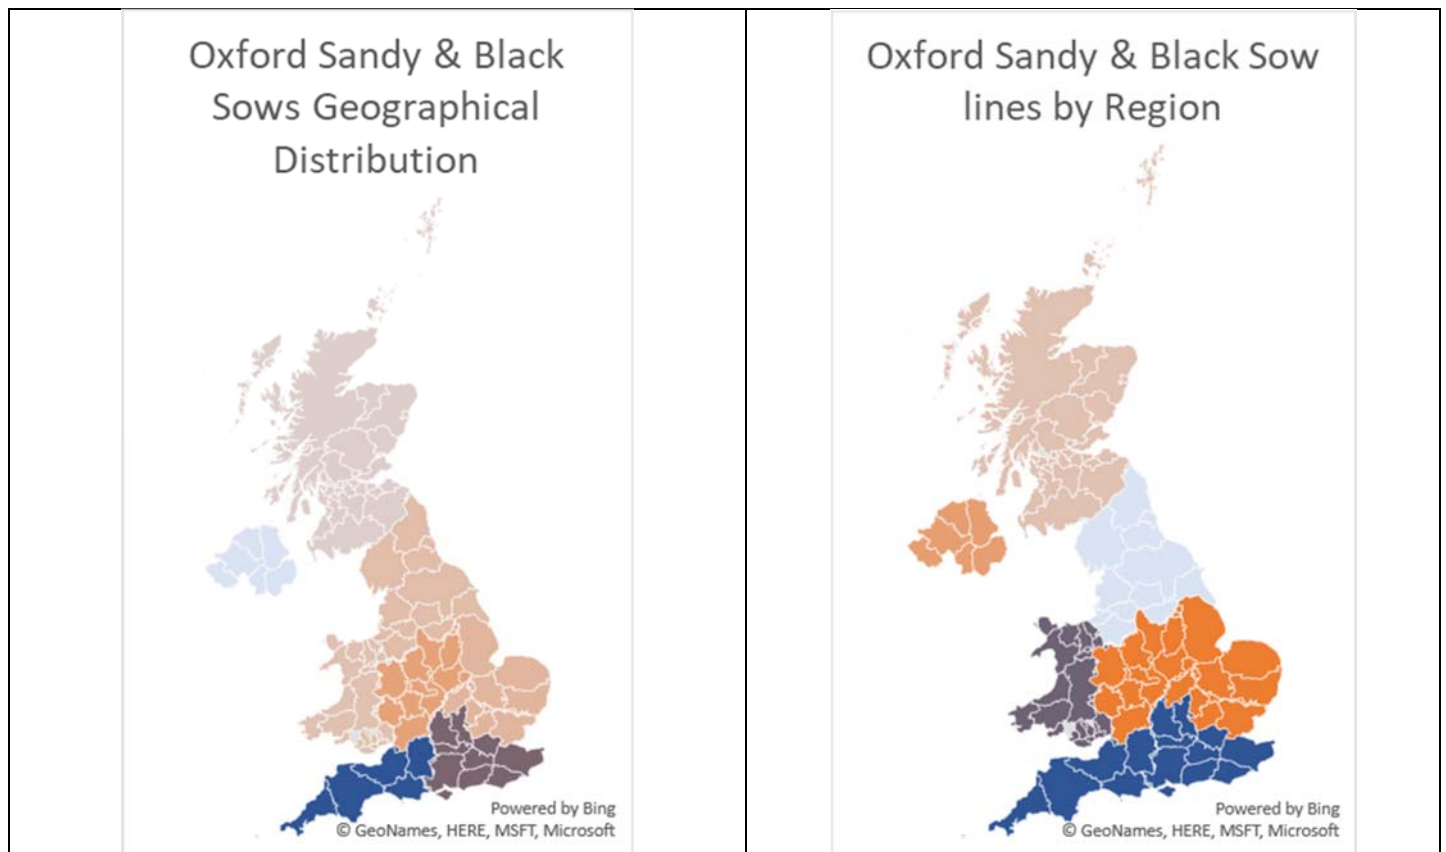 Oxford Sandy & Black
Sows Geographical
Distribution
Powered by Bing
© GeoNames, HERE, MSFT, Microsoft
Oxford Sandy & Black Sow
lines by Region
Powered by Bing
© GeoNames, HERE, MSFT, Microsoft